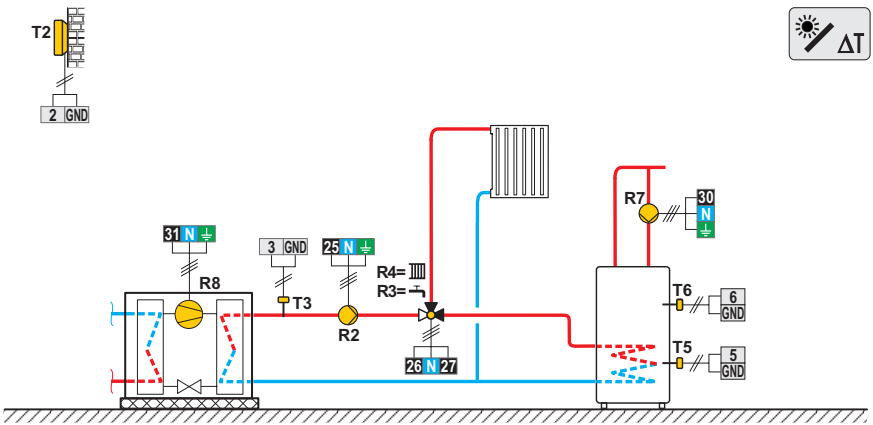 T2
2 GND
ΔT
31 N
R8
3 GND
T3
25 N
R2
R4=
R3=
26 N 27
R7
30
N
T6
6
GND
T5
5
GND